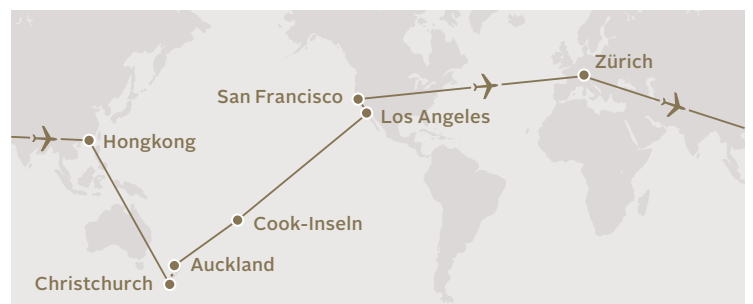 Zürich
San Francisco
Los Angeles
Hongkong
Cook-Inseln
Auckland
Christchurch